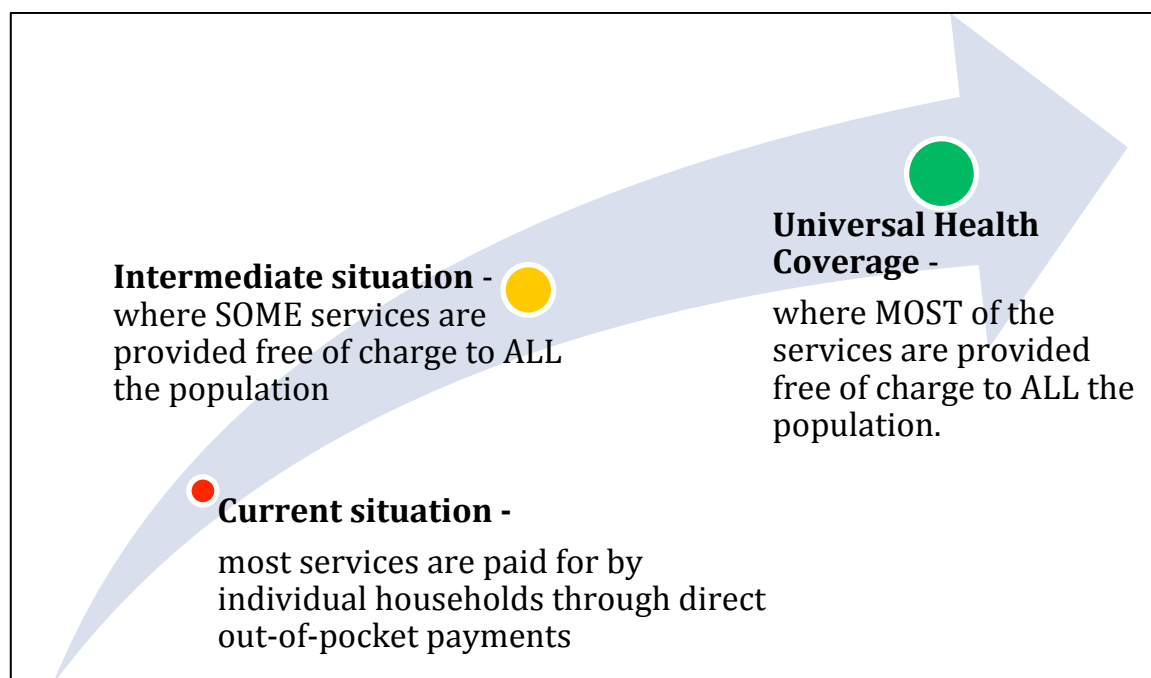 Intermediate situation -
where SOME services are
provided free of charge to ALL
the population
Universal Health
Coverage -
where MOST of the
services are provided
free of charge to ALL the
population.
Current situation -
most services are paid for by
individual households through direct
out-of-pocket payments